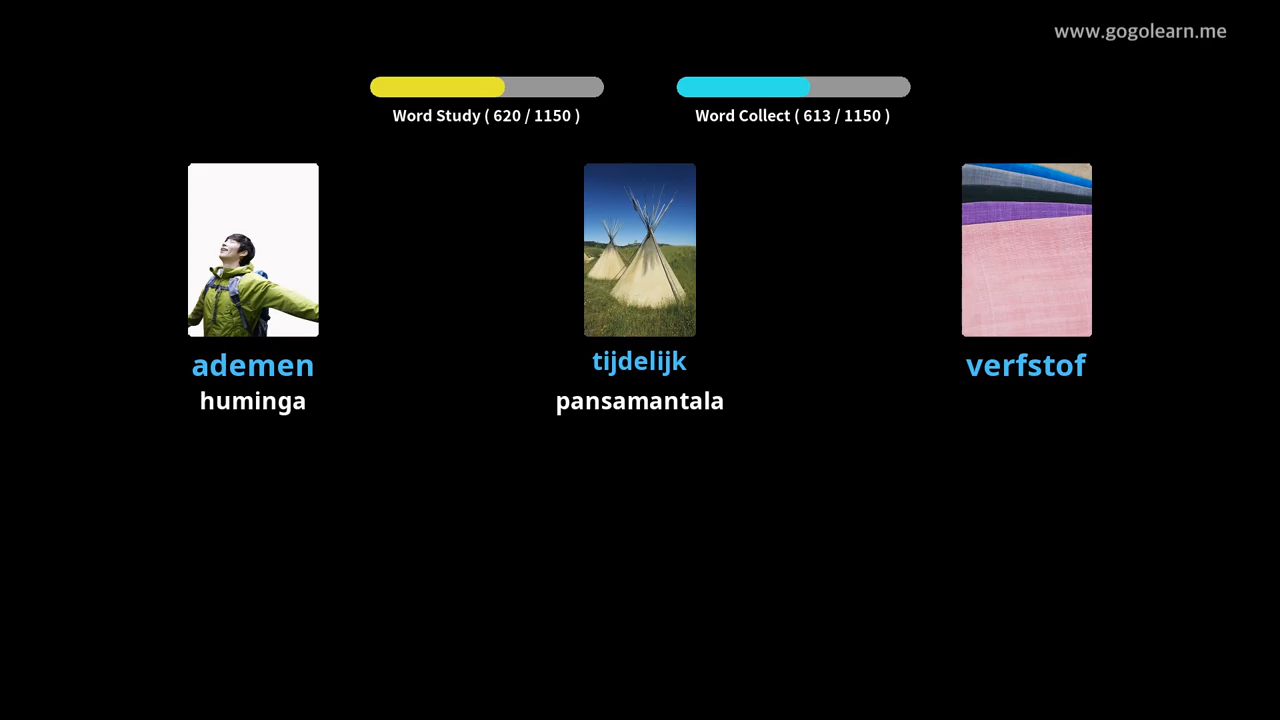 www.gogolearn.me
Word Study ( 620 / 1150 )
Word Collect ( 613 / 1150 )
ademen
tijdelijk
verfstof
huminga
pansamantala